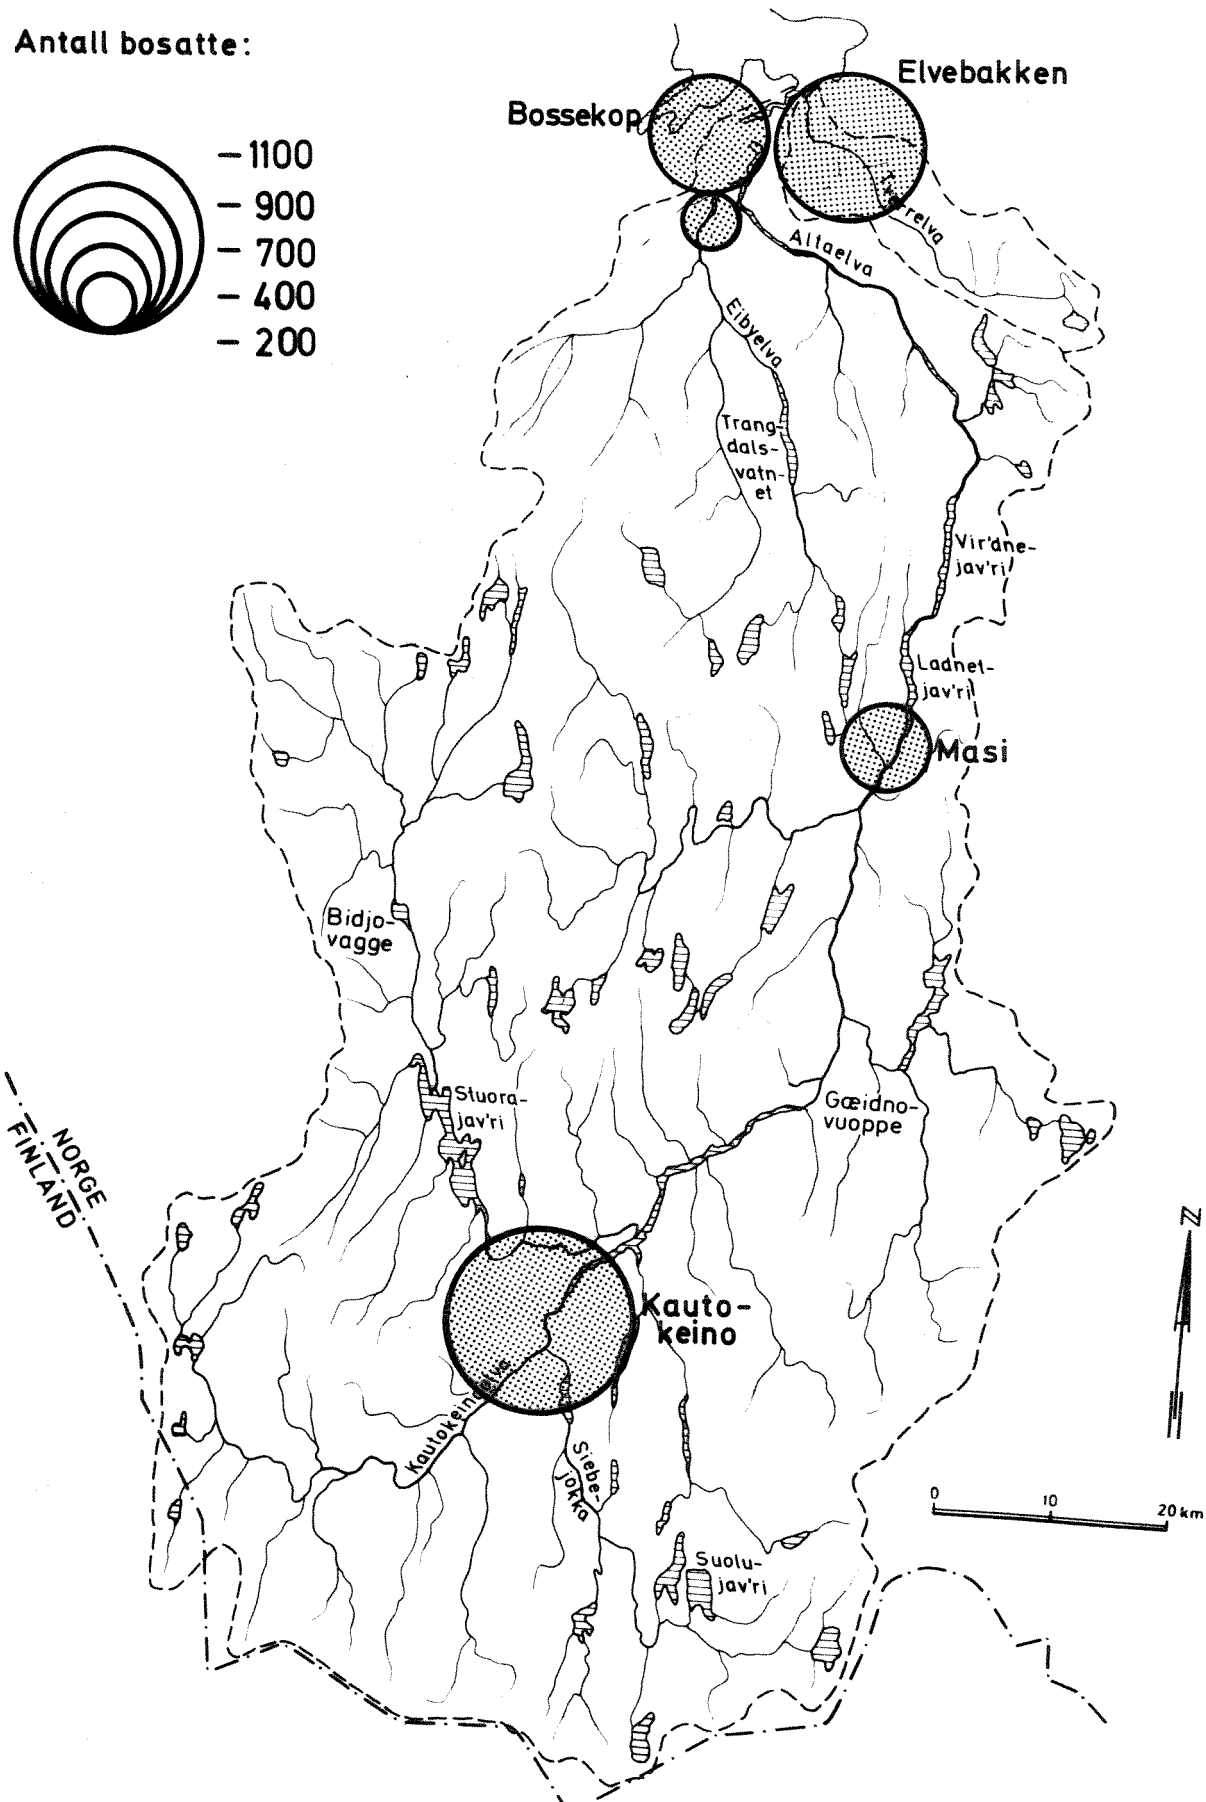 Antall bosatte:
- 1100
- 900
- 700
- 400
- 200
Elvebakken
Bossekop
Altaelva
Eibyelva
Trang-
dals-
vatn-
et
Vir'dne-
jav'ri
Ladnet-
jav'ri
Masi
Bidjo-
vagge
Stuora-
jav'ri
Gœidno-
vuoppe
NORGE
FINLAND
Kauto-
keino
Kautokeinoelva
Siebe-
jokka
Suolu-
jav'ri
N
0 10 20 km